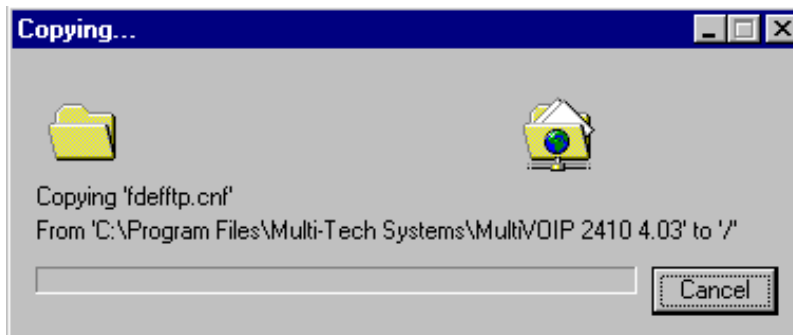 Copying...
Copying 'fdefftp.cnf'
From 'C:\Program Files\Multi-Tech Systems\MultiVOIP 2410 4.03' to '/'
Cancel